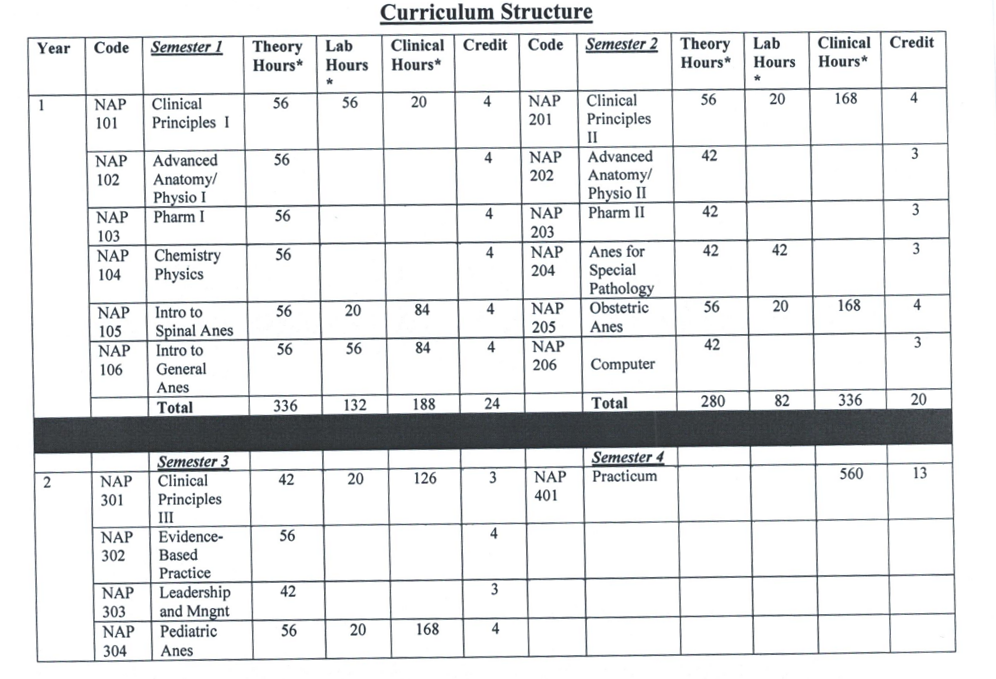 Curriculum Structure
Year Code Semester 1 Theory Hours* Lab Hours * Clinical Hours* Credit Code Semester 2 Theory Hours* Lab Hours * Clinical Hours* Credit
1 NAP 101 Clinical Principles I 56 56 20 4 NAP 201 Clinical Principles II 56 20 168 4
NAP 102 Advanced Anatomy/ Physio I 56 4 NAP 202 Advanced Anatomy/ Physio II 42 3
NAP 103 Pharm I 56 4 NAP 203 Pharm II 42 3
NAP 104 Chemistry Physics 56 4 NAP 204 Anes for Special Pathology 42 42 3
NAP 105 Intro to Spinal Anes 56 20 84 4 NAP 205 Obstetric Anes 56 20 168 4
NAP 106 Intro to General Anes 56 56 84 4 NAP 206 Computer 42 3
Total 336 132 188 24 Total 280 82 336 20
Semester 3 Semester 4
2 NAP 301 Clinical Principles III 42 20 126 3 NAP 401 Practicum 560 13
NAP 302 Evidence- Based Practice 56 4
NAP 303 Leadership and Mngnt 42 3
NAP 304 Pediatric Anes 56 20 168 4